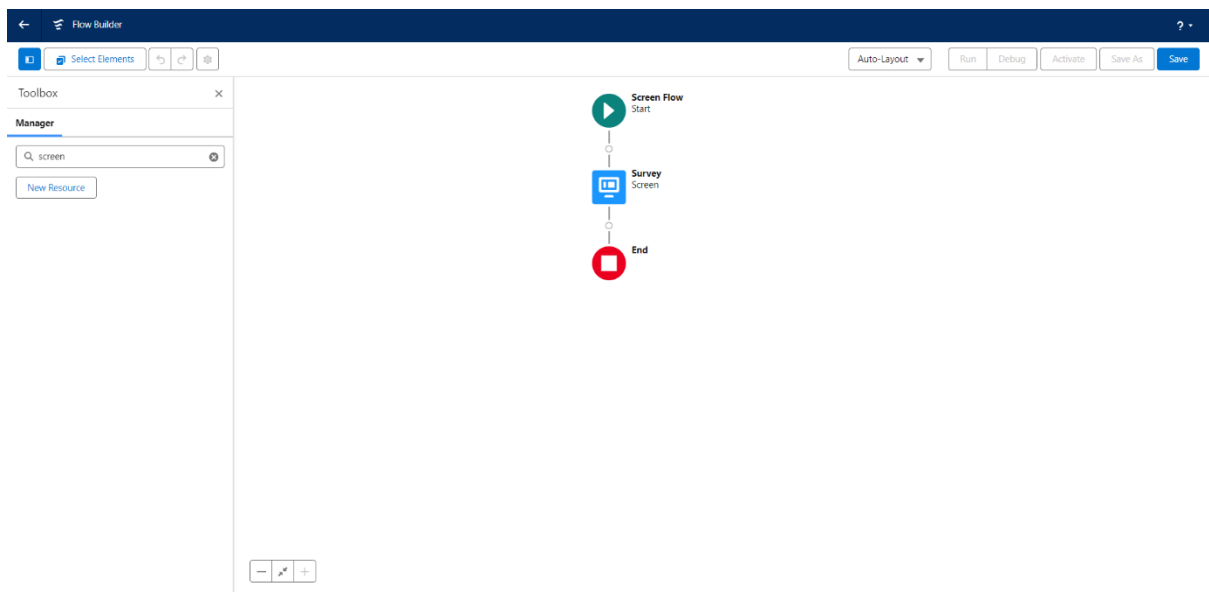 Flow Builder
?
Select Elements
Auto-Layout
Run
Debug
Activate
Save As
Save
Toolbox
Manager
screen
New Resource
Screen Flow
Start
Survey
Screen
End